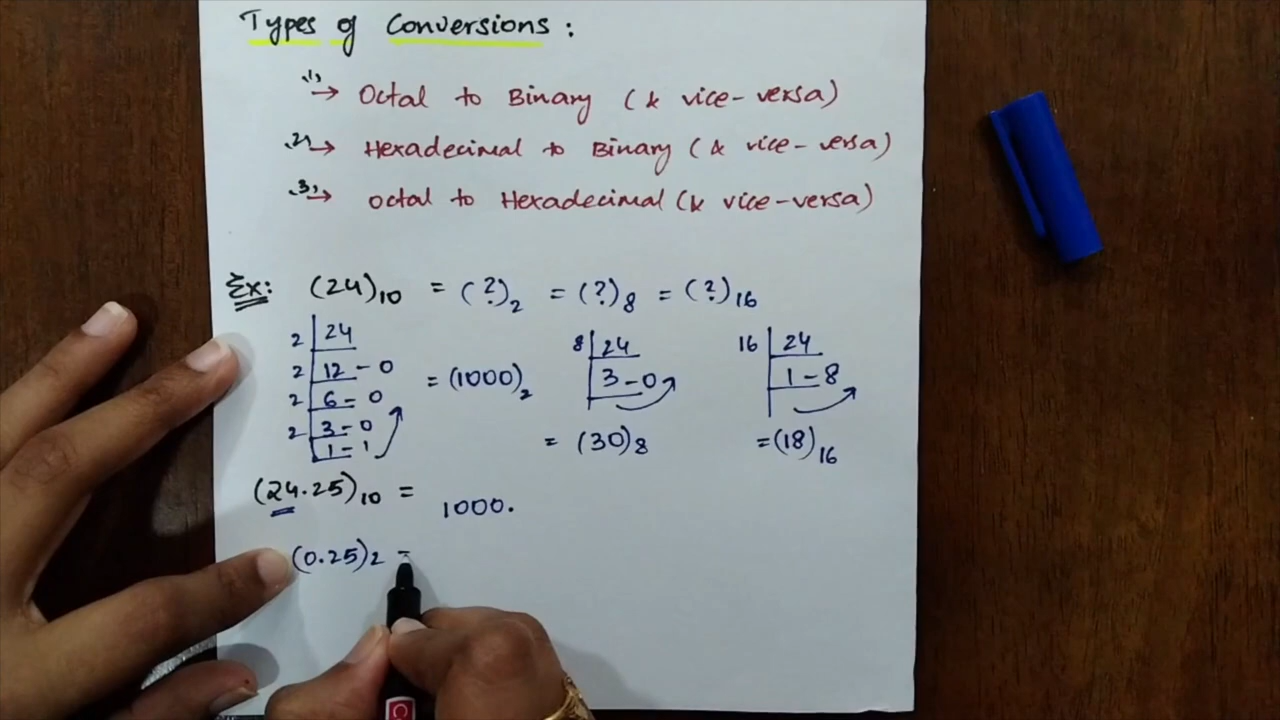 Types of Conversions :
1) → Octal to Binary (& vice-versa)
2) → Hexadecimal to Binary (& vice-versa)
3) → octal to Hexadecimal (& vice-versa)
Ex: (24)10 = (?)2 = (?)8 = (?)16
2 24
2 12 - 0
2 6 - 0
2 3 - 0
1 - 1
= (1000)2
8 24
3 - 0
= (30)8
16 24
1 - 8
= (18)16
(24.25)10 = 1000.
(0.25)2 =
C